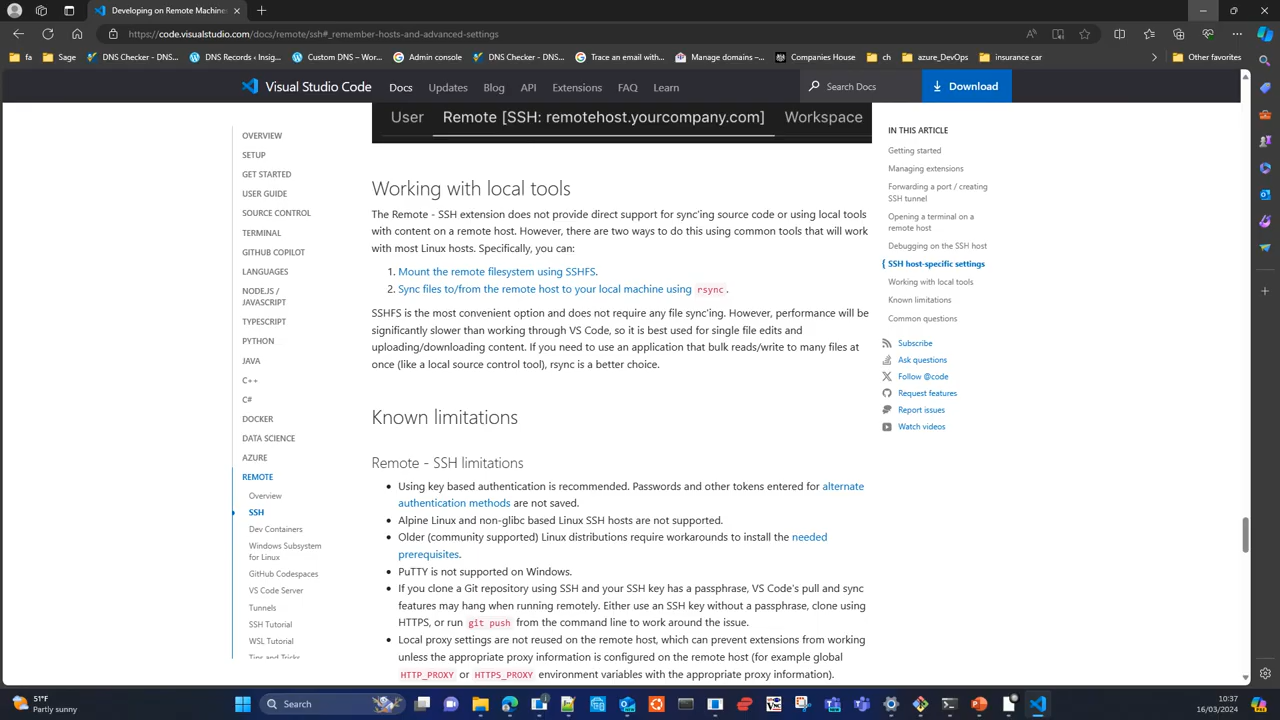 Developing on Remote Machines
https://code.visualstudio.com/docs/remote/ssh#_remember-hosts-and-advanced-settings
fa
Sage
DNS Checker - DNS...
DNS Records ‹ Insig...
Custom DNS – Wor...
Admin console
DNS Checker - DNS...
Trace an email with...
Manage domains –...
Companies House
ch
azure_DevOps
insurance
Other favorites
Visual Studio Code
Docs
Updates
Blog
API
Extensions
FAQ
Learn
Search Docs
Download
User
Remote [SSH: remotehost.yourcompany.com]
Workspace
OVERVIEW
SETUP
GET STARTED
USER GUIDE
SOURCE CONTROL
TERMINAL
GITHUB COPILOT
LANGUAGES
NODE.JS /
JAVASCRIPT
TYPESCRIPT
PYTHON
JAVA
C++
C#
DOCKER
DATA SCIENCE
AZURE
REMOTE
Overview
SSH
Dev Containers
Windows Subsystem
for Linux
GitHub Codespaces
VS Code Server
Tunnels
SSH Tutorial
WSL Tutorial
Tips and Tricks
Working with local tools
The Remote - SSH extension does not provide direct support for sync'ing source code or using local tools
with content on a remote host. However, there are two ways to do this using common tools that will work
with most Linux hosts. Specifically, you can:
1. Mount the remote filesystem using SSHFS.
2. Sync files to/from the remote host to your local machine using rsync.
SSHFS is the most convenient option and does not require any file sync'ing. However, performance will be
significantly slower than working through VS Code, so it is best used for single file edits and
uploading/downloading content. If you need to use an application that bulk reads/write to many files at
once (like a local source control tool), rsync is a better choice.
Known limitations
Remote - SSH limitations
Using key based authentication is recommended. Passwords and other tokens entered for alternate
authentication methods are not saved.
Alpine Linux and non-glibc based Linux SSH hosts are not supported.
Older (community supported) Linux distributions require workarounds to install the needed
prerequisites.
PuTTY is not supported on Windows.
If you clone a Git repository using SSH and your SSH key has a passphrase, VS Code's pull and sync
features may hang when running remotely. Either use an SSH key without a passphrase, clone using
HTTPS, or run git push from the command line to work around the issue.
Local proxy settings are not reused on the remote host, which can prevent extensions from working
unless the appropriate proxy information is configured on the remote host (for example global
HTTP_PROXY or HTTPS_PROXY environment variables with the appropriate proxy information).
IN THIS ARTICLE
Getting started
Managing extensions
Forwarding a port / creating
SSH tunnel
Opening a terminal on a
remote host
Debugging on the SSH host
SSH host-specific settings
Working with local tools
Known limitations
Common questions
Subscribe
Ask questions
Follow @code
Request features
Report issues
Watch videos
51°F
Partly sunny
Search
10:37
16/03/2024